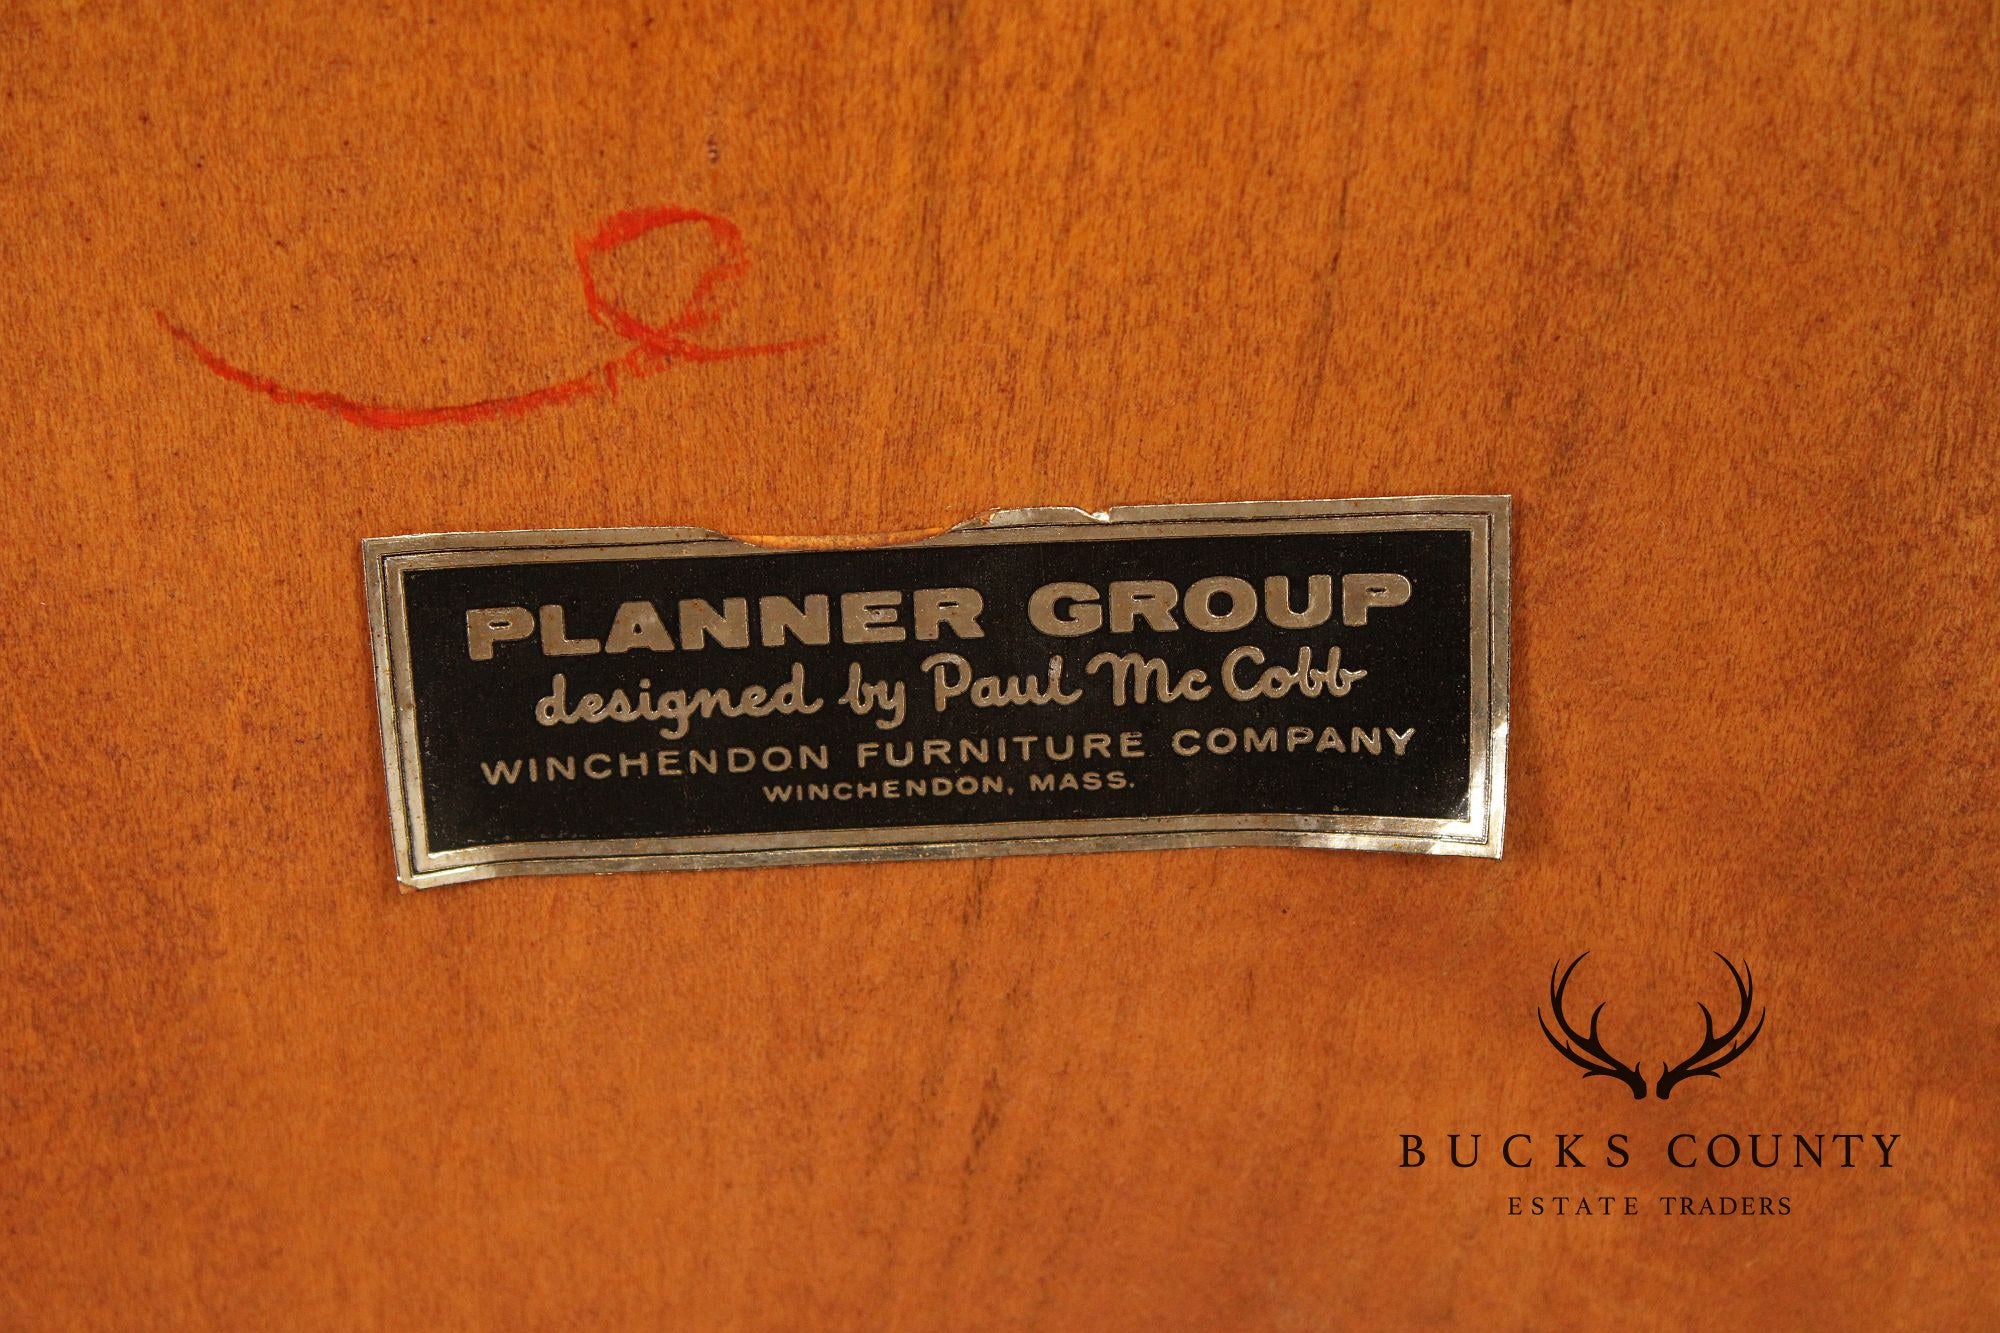 PLANNER GROUP
designed by Paul McCobb
WINCHENDON FURNITURE COMPANY
WINCHENDON, MASS.
BUCKS COUNTY
ESTATE TRADERS